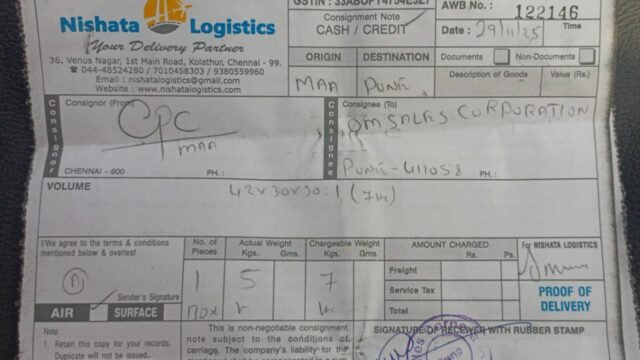 Nishata Logistics
Your Delivery Partner
36, Venus Nagar, 1st Main Road, Kolathur, Chennai - 99.
☎ 044-48524280 / 7010458303 / 9380559960
Email : nishatalogistics@gmail.com
Website : www.nishatalogistics.com
Consignment Note
CASH / CREDIT
AWB No. : 122146
Date : 29/11/25 Time
ORIGIN DESTINATION Documents Non-Documents
MAA PUNE Description of Goods Value (Rs.)
Consignor Consignor (From) Consignee Consignee (To)
CPC OM SALES CORPORATION
MAA
CHENNAI - 600 PH. : PUNE - 411058 PH. :
VOLUME 42x30x30:1 (7
I/We agree to the terms & conditions
mentioned below & overleaf
No. of Pieces Actual Weight Kgs. Gms. Chargeable Weight Kgs. Gms. AMOUNT CHARGED Rs. Ps. For NISHATA LOGISTICS
1 5 7 Freight
Sender's Signature Service Tax PROOF OF
AIR ✓ SURFACE BOX Total DELIVERY
Note :
1. Retain this copy for your records.
Duplicate will not be issued.
This is non-negotiable consignment
note subject to the conditions of
carriage. The company's liability for the
SIGNATURE OF RECEIVER WITH RUBBER STAMP